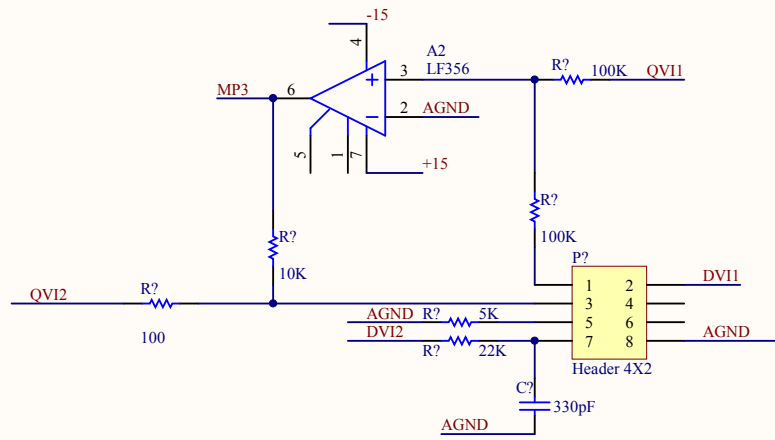 -15
4
A2
LF356
3
R?
100K
QVI1
MP3
6
2
AGND
5
1
7
+15
R?
100K
R?
10K
P?
1
2
DVI1
QVI2
R?
100
3
4
AGND
R?
5K
5
6
DVI2
R?
22K
7
8
AGND
Header 4X2
C?
330pF
AGND